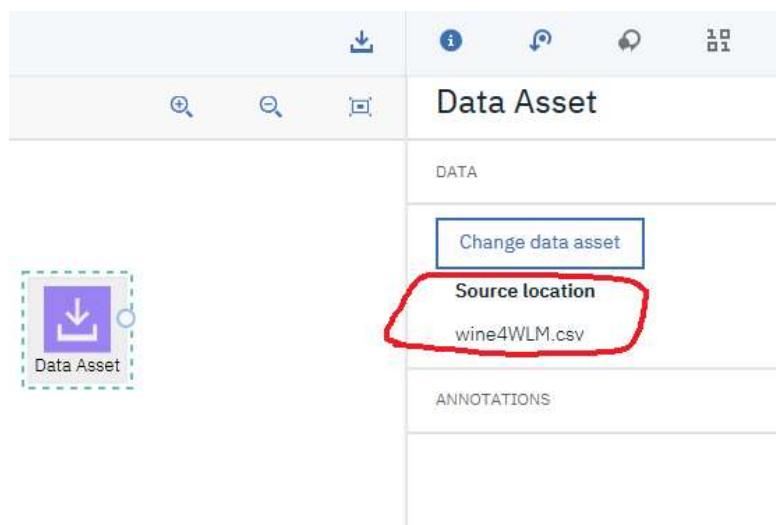 Data Asset
DATA
Change data asset
Source location
wine4WLM.csv
Data Asset
ANNOTATIONS